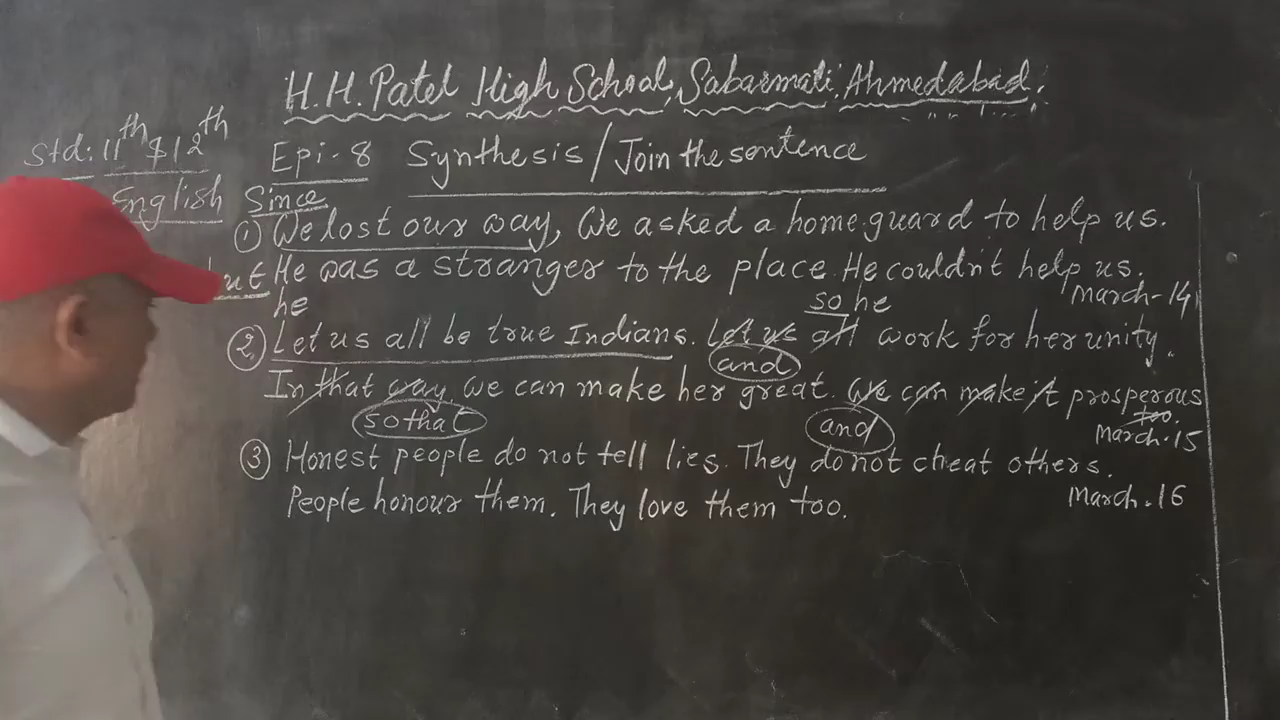 H.H. Patel High School, Sabarmati, Ahmedabad.
Std: 11th & 12th
Epi-8 Synthesis / Join the sentence
English
Since
① We lost our way, We asked a home guard to help us.
but He was a stranger to the place. He couldn't help us.
March-14
he so he
② Let us all be true Indians. Let us all work for her unity.
and
In that way we can make her great. We can make it prosperous
too.
so that and
March-15
③ Honest people do not tell lies. They do not cheat others.
People honour them. They love them too.
March-16